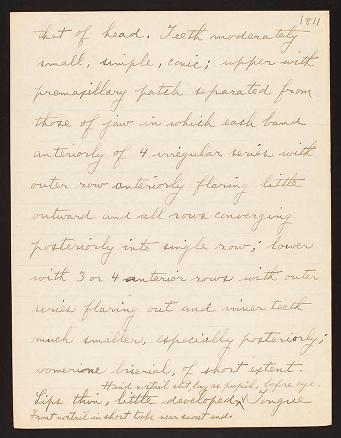 1811
that of head. Teeth moderately
small, simple, conic; upper with
premaxillary patch separated from
those of jaw in which each band
anteriorly of 4 irregular series with
outer row anteriorly flaring little
outward and all rows converging
posteriorly into single row; lower
with 3 or 4 anterior rows with outer
series flaring out and inner teeth
much smaller, especially posteriorly;
vomerine biserial, of short extent.
Hind nostril slit, long as pupil, before eye.
Lips thin, little developed. Tongue
Front nostril in short tube near snout end.